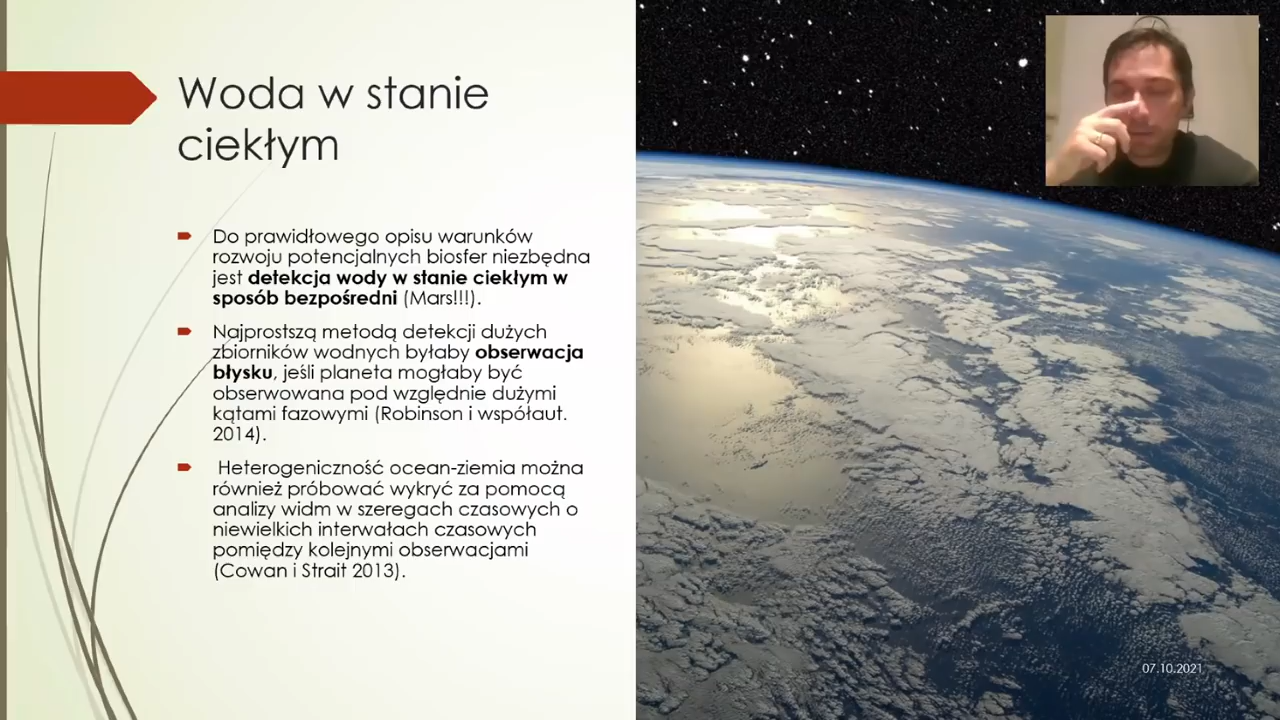 Woda w stanie
ciekłym
Do prawidłowego opisu warunków
rozwoju potencjalnych biosfer niezbędna
jest detekcja wody w stanie ciekłym w
sposób bezpośredni (Mars!!!).
Najprostszą metodą detekcji dużych
zbiorników wodnych byłaby obserwacja
błysku, jeśli planeta mogłaby być
obserwowana pod względnie dużymi
kątami fazowymi (Robinson i współaut.
2014).
Heterogeniczność ocean-ziemia można
również próbować wykryć za pomocą
analizy widm w szeregach czasowych o
niewielkich interwałach czasowych
pomiędzy kolejnymi obserwacjami
(Cowan i Strait 2013).
07.10.2021